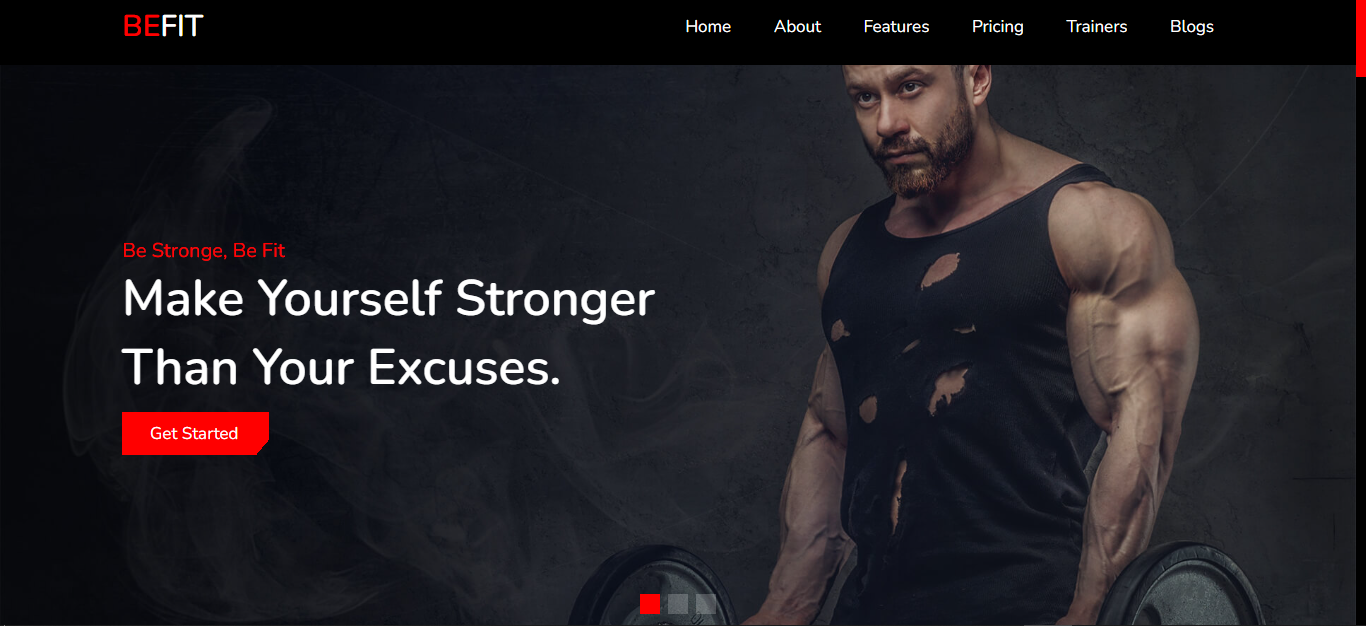 BEFIT
Home About Features Pricing Trainers Blogs
Be Stronge, Be Fit
Make Yourself Stronger
Than Your Excuses.
Get Started